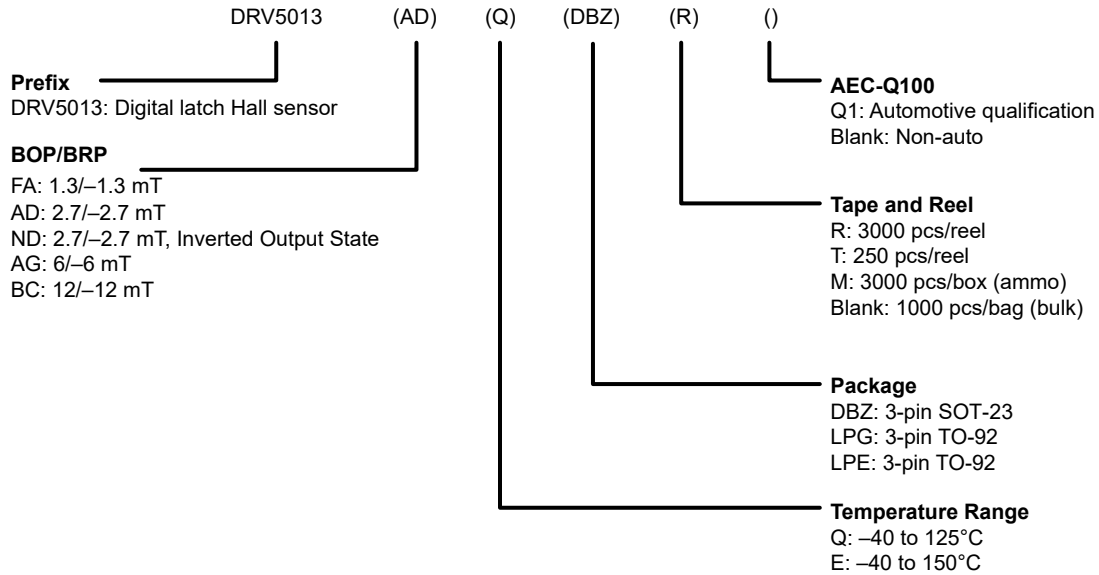 DRV5013 (AD) (Q) (DBZ) (R) ()
Prefix
DRV5013: Digital latch Hall sensor
BOP/BRP
FA: 1.3/–1.3 mT
AD: 2.7/–2.7 mT
ND: 2.7/–2.7 mT, Inverted Output State
AG: 6/–6 mT
BC: 12/–12 mT
AEC-Q100
Q1: Automotive qualification
Blank: Non-auto
Tape and Reel
R: 3000 pcs/reel
T: 250 pcs/reel
M: 3000 pcs/box (ammo)
Blank: 1000 pcs/bag (bulk)
Package
DBZ: 3-pin SOT-23
LPG: 3-pin TO-92
LPE: 3-pin TO-92
Temperature Range
Q: –40 to 125°C
E: –40 to 150°C